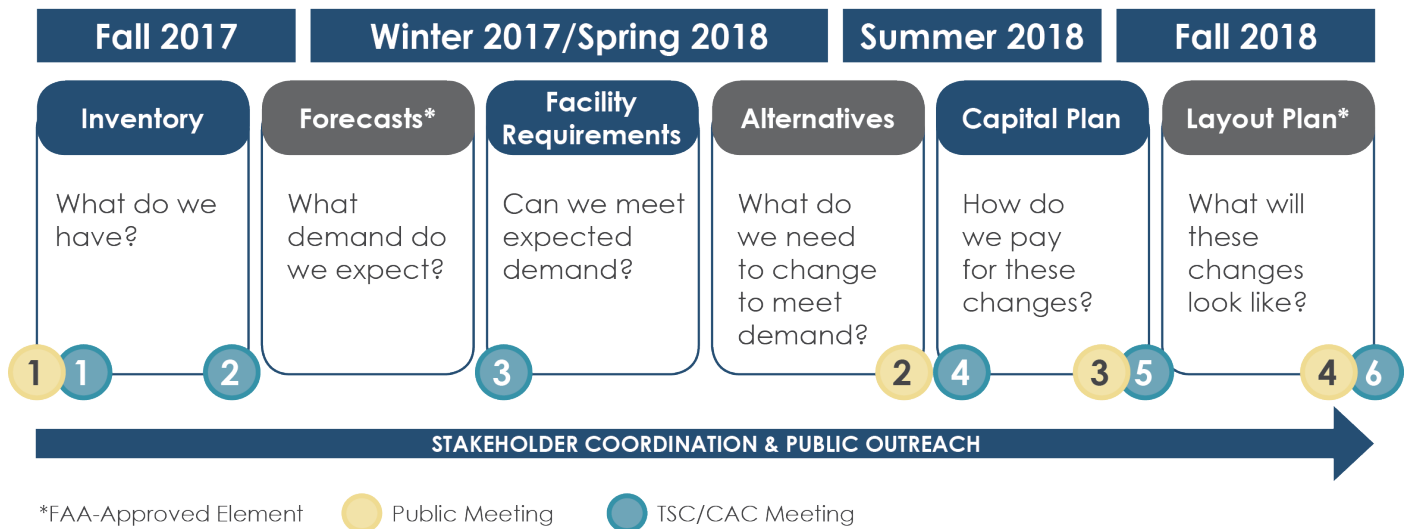 Fall 2017
Winter 2017/Spring 2018
Summer 2018
Fall 2018
Inventory
What do we
have?
Forecasts*
What
demand do
we expect?
Facility
Requirements
Can we meet
expected
demand?
Alternatives
What do
we need
to change
to meet
demand?
Capital Plan
How do
we pay
for these
changes?
Layout Plan*
What will
these
changes
look like?
1
1
2
3
2
4
3
5
4
6
STAKEHOLDER COORDINATION & PUBLIC OUTREACH
*FAA-Approved Element
Public Meeting
TSC/CAC Meeting